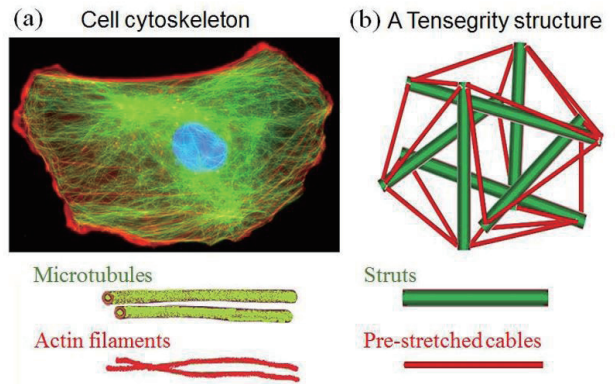 (a) Cell cytoskeleton
(b) A Tensegrity structure
Microtubules
Actin filaments
Struts
Pre-stretched cables